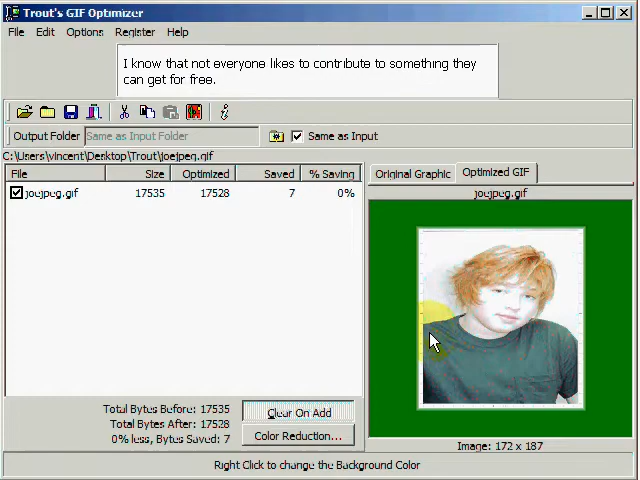 Trout's GIF Optimizer
File Edit Options Register Help
I know that not everyone likes to contribute to something they
can get for free.
Output Folder Same as Input Folder Same as Input
C:\Users\vincent\Desktop\Trout\joejpeg.gif
File Size Optimized Saved % Saving
joejpeg.gif 17535 17528 7 0%
Original Graphic Optimized GIF
joejpeg.gif
Total Bytes Before: 17535
Total Bytes After: 17528
0% less, Bytes Saved: 7
Clear On Add
Color Reduction...
Image: 172 x 187
Right Click to change the Background Color